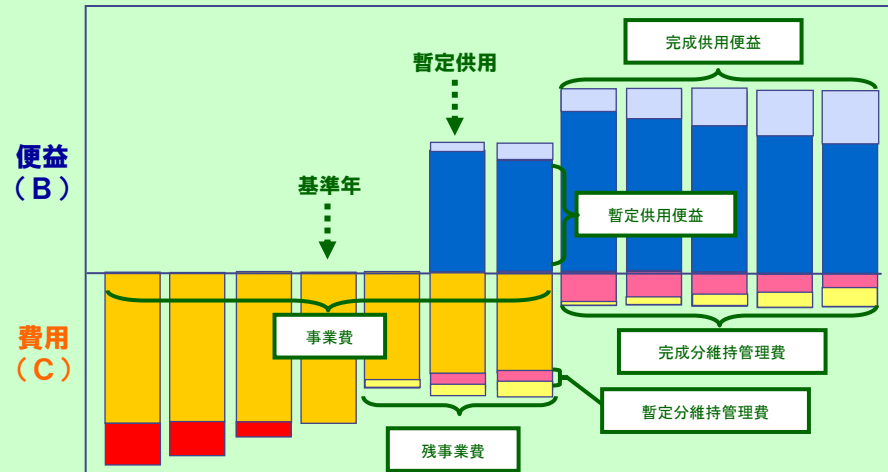 完成供用便益
暫定供用
便益
(B)
基準年
暫定供用便益
費用
(C)
事業費
完成分維持管理費
暫定分維持管理費
残事業費